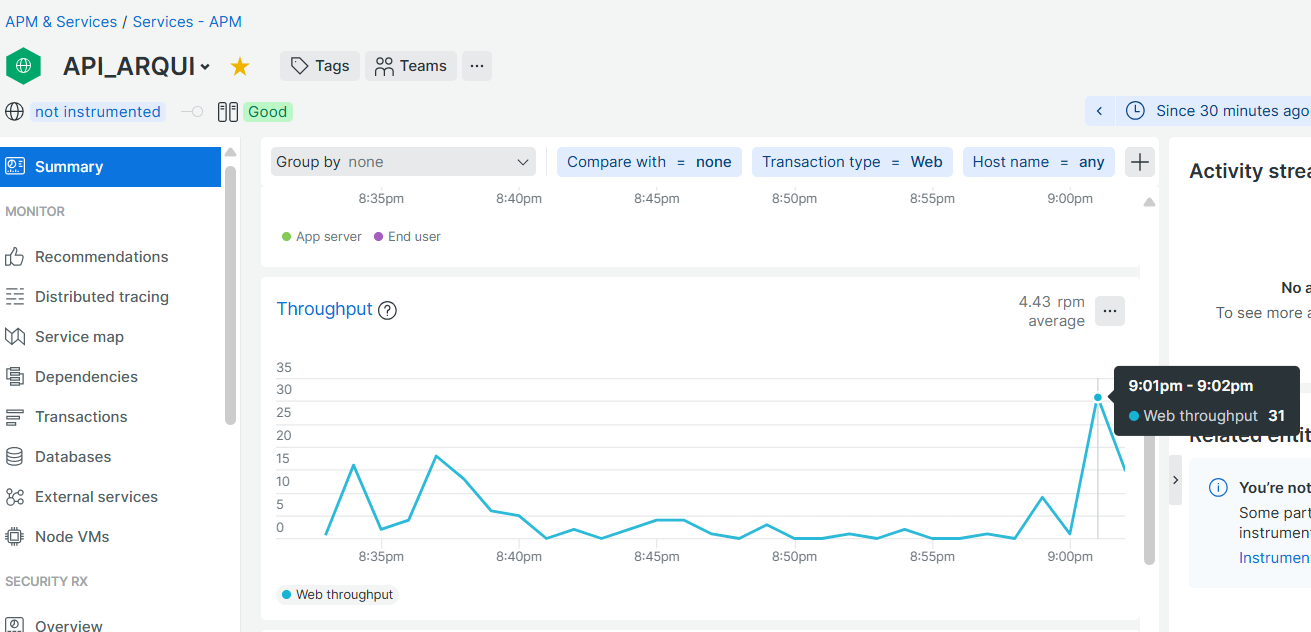 APM & Services / Services - APM
API_ARQUI
Tags
Teams
...
not instrumented
Good
Since 30 minutes ago
Summary
MONITOR
Recommendations
Distributed tracing
Service map
Dependencies
Transactions
Databases
External services
Node VMs
SECURITY RX
Overview
Group by none
Compare with = none
Transaction type = Web
Host name = any
8:35pm 8:40pm 8:45pm 8:50pm 8:55pm 9:00pm
App server End user
Throughput ?
4.43 rpm
average
...
35
30
25
20
15
10
5
0
8:35pm 8:40pm 8:45pm 8:50pm 8:55pm 9:00pm
Web throughput
9:01pm - 9:02pm
Web throughput 31
Activity strea
No a
To see more a
Related entit
You're not
Some part
instrumen
Instrumen